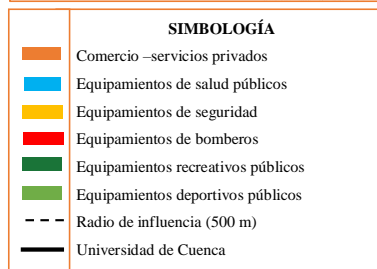 SIMBOLOGÍA
Comercio –servicios privados
Equipamientos de salud públicos
Equipamientos de seguridad
Equipamientos de bomberos
Equipamientos recreativos públicos
Equipamientos deportivos públicos
Radio de influencia (500 m)
Universidad de Cuenca